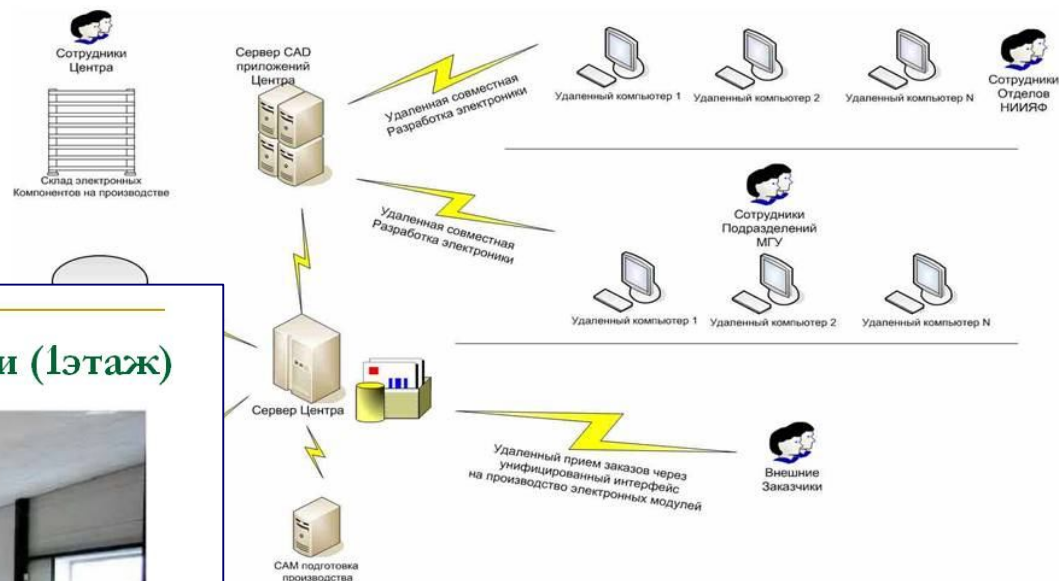 Сотрудники
Центра
Склад электронных
Компонентов на производстве
Сервер CAD
приложений
Центра
Удаленная совместная
Разработка электроники
Удаленный компьютер 1
Удаленный компьютер 2
Удаленный компьютер N
Сотрудники
Отделов
НИИЯФ
Удаленная совместная
Разработка электроники
Сотрудники
Подразделений
МГУ
Удаленный компьютер 1
Удаленный компьютер 2
Удаленный компьютер N
и (1этаж)
Сервер Центра
Удаленный прием заказов через
унифицированный интерфейс
на производство электронных модулей
Внешние
Заказчики
CAM подготовка
производства